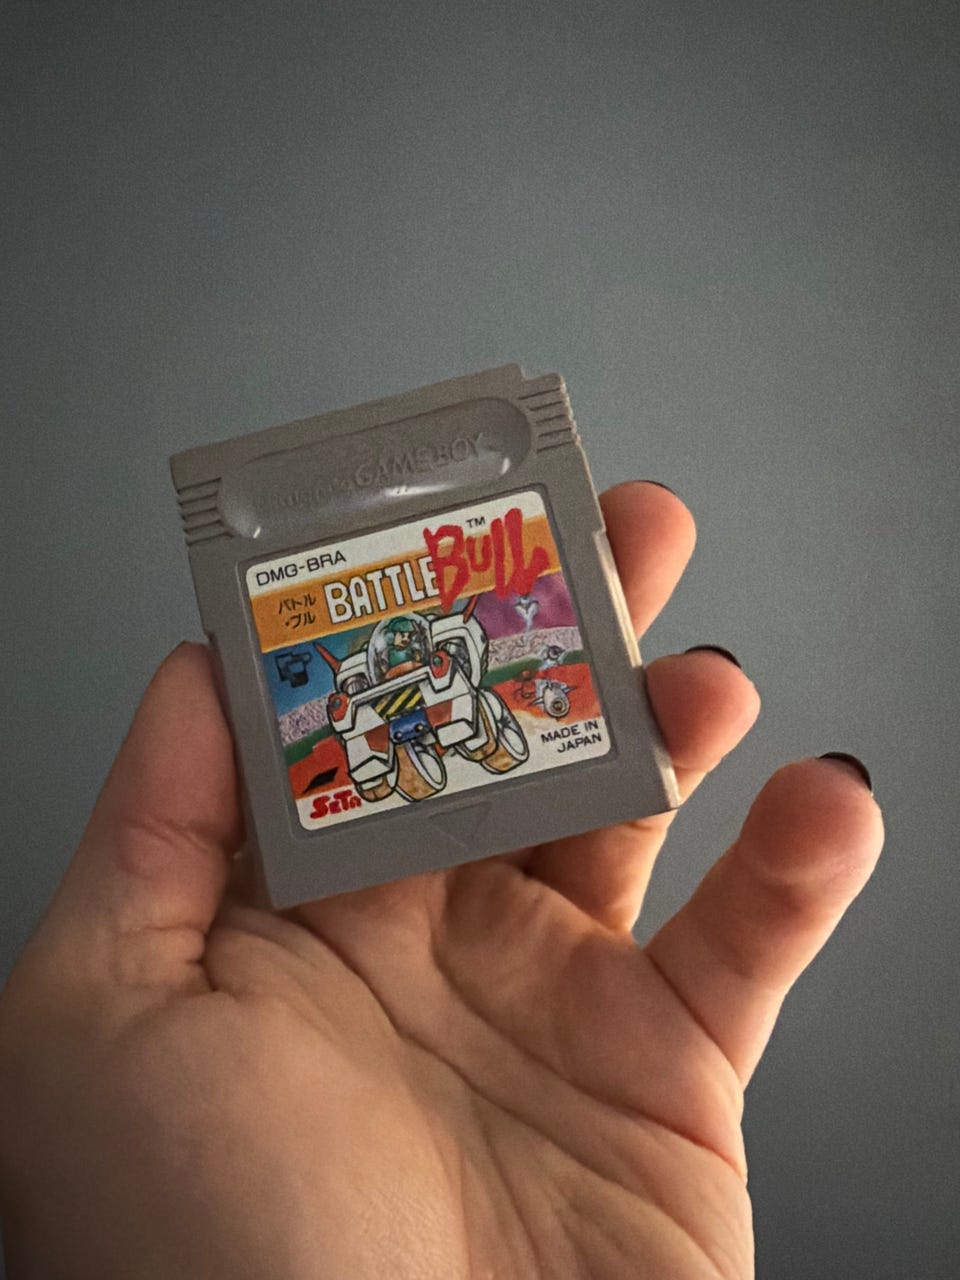 Nintendo GAME BOY
TM
DMG-BRA
バトル
・ブル
BATTLE Bull
MADE IN
JAPAN
SETA